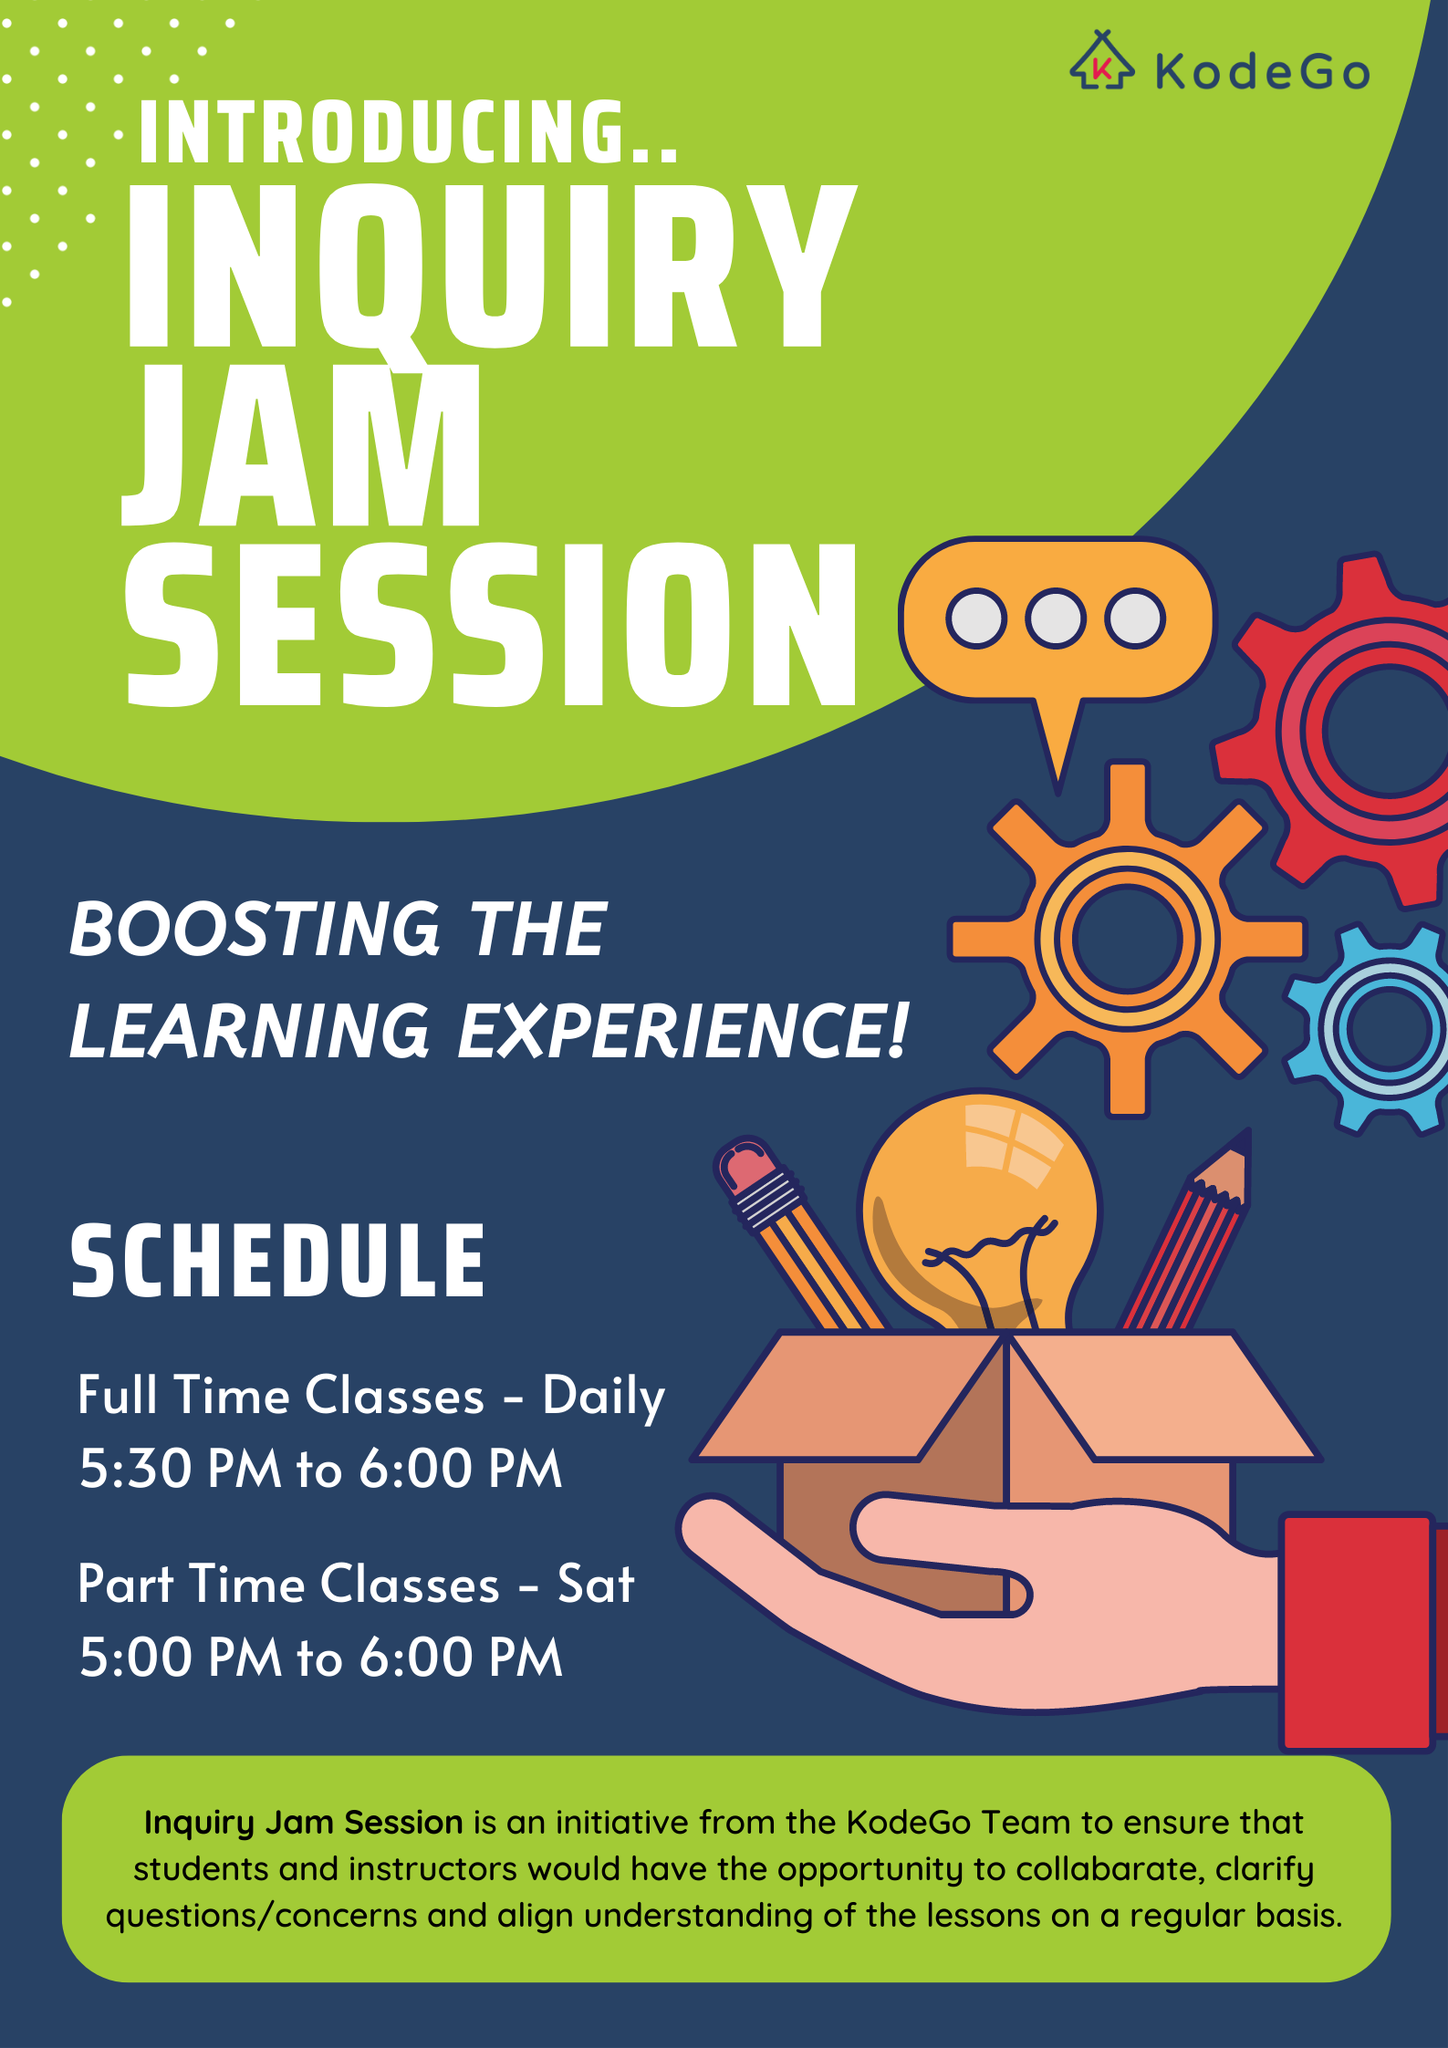 KodeGo
INTRODUCING..
INQUIRY
JAM
SESSION
BOOSTING THE
LEARNING EXPERIENCE!
SCHEDULE
Full Time Classes - Daily
5:30 PM to 6:00 PM
Part Time Classes - Sat
5:00 PM to 6:00 PM
Inquiry Jam Session is an initiative from the KodeGo Team to ensure that
students and instructors would have the opportunity to collabarate, clarify
questions/concerns and align understanding of the lessons on a regular basis.